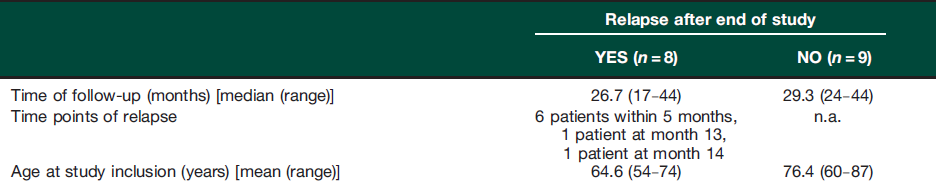 Relapse after end of study
YES (n = 8) NO (n = 9)
Time of follow-up (months) [median (range)] 26.7 (17–44) 29.3 (24–44)
Time points of relapse 6 patients within 5 months, n.a.
1 patient at month 13,
1 patient at month 14
Age at study inclusion (years) [mean (range)] 64.6 (54–74) 76.4 (60–87)